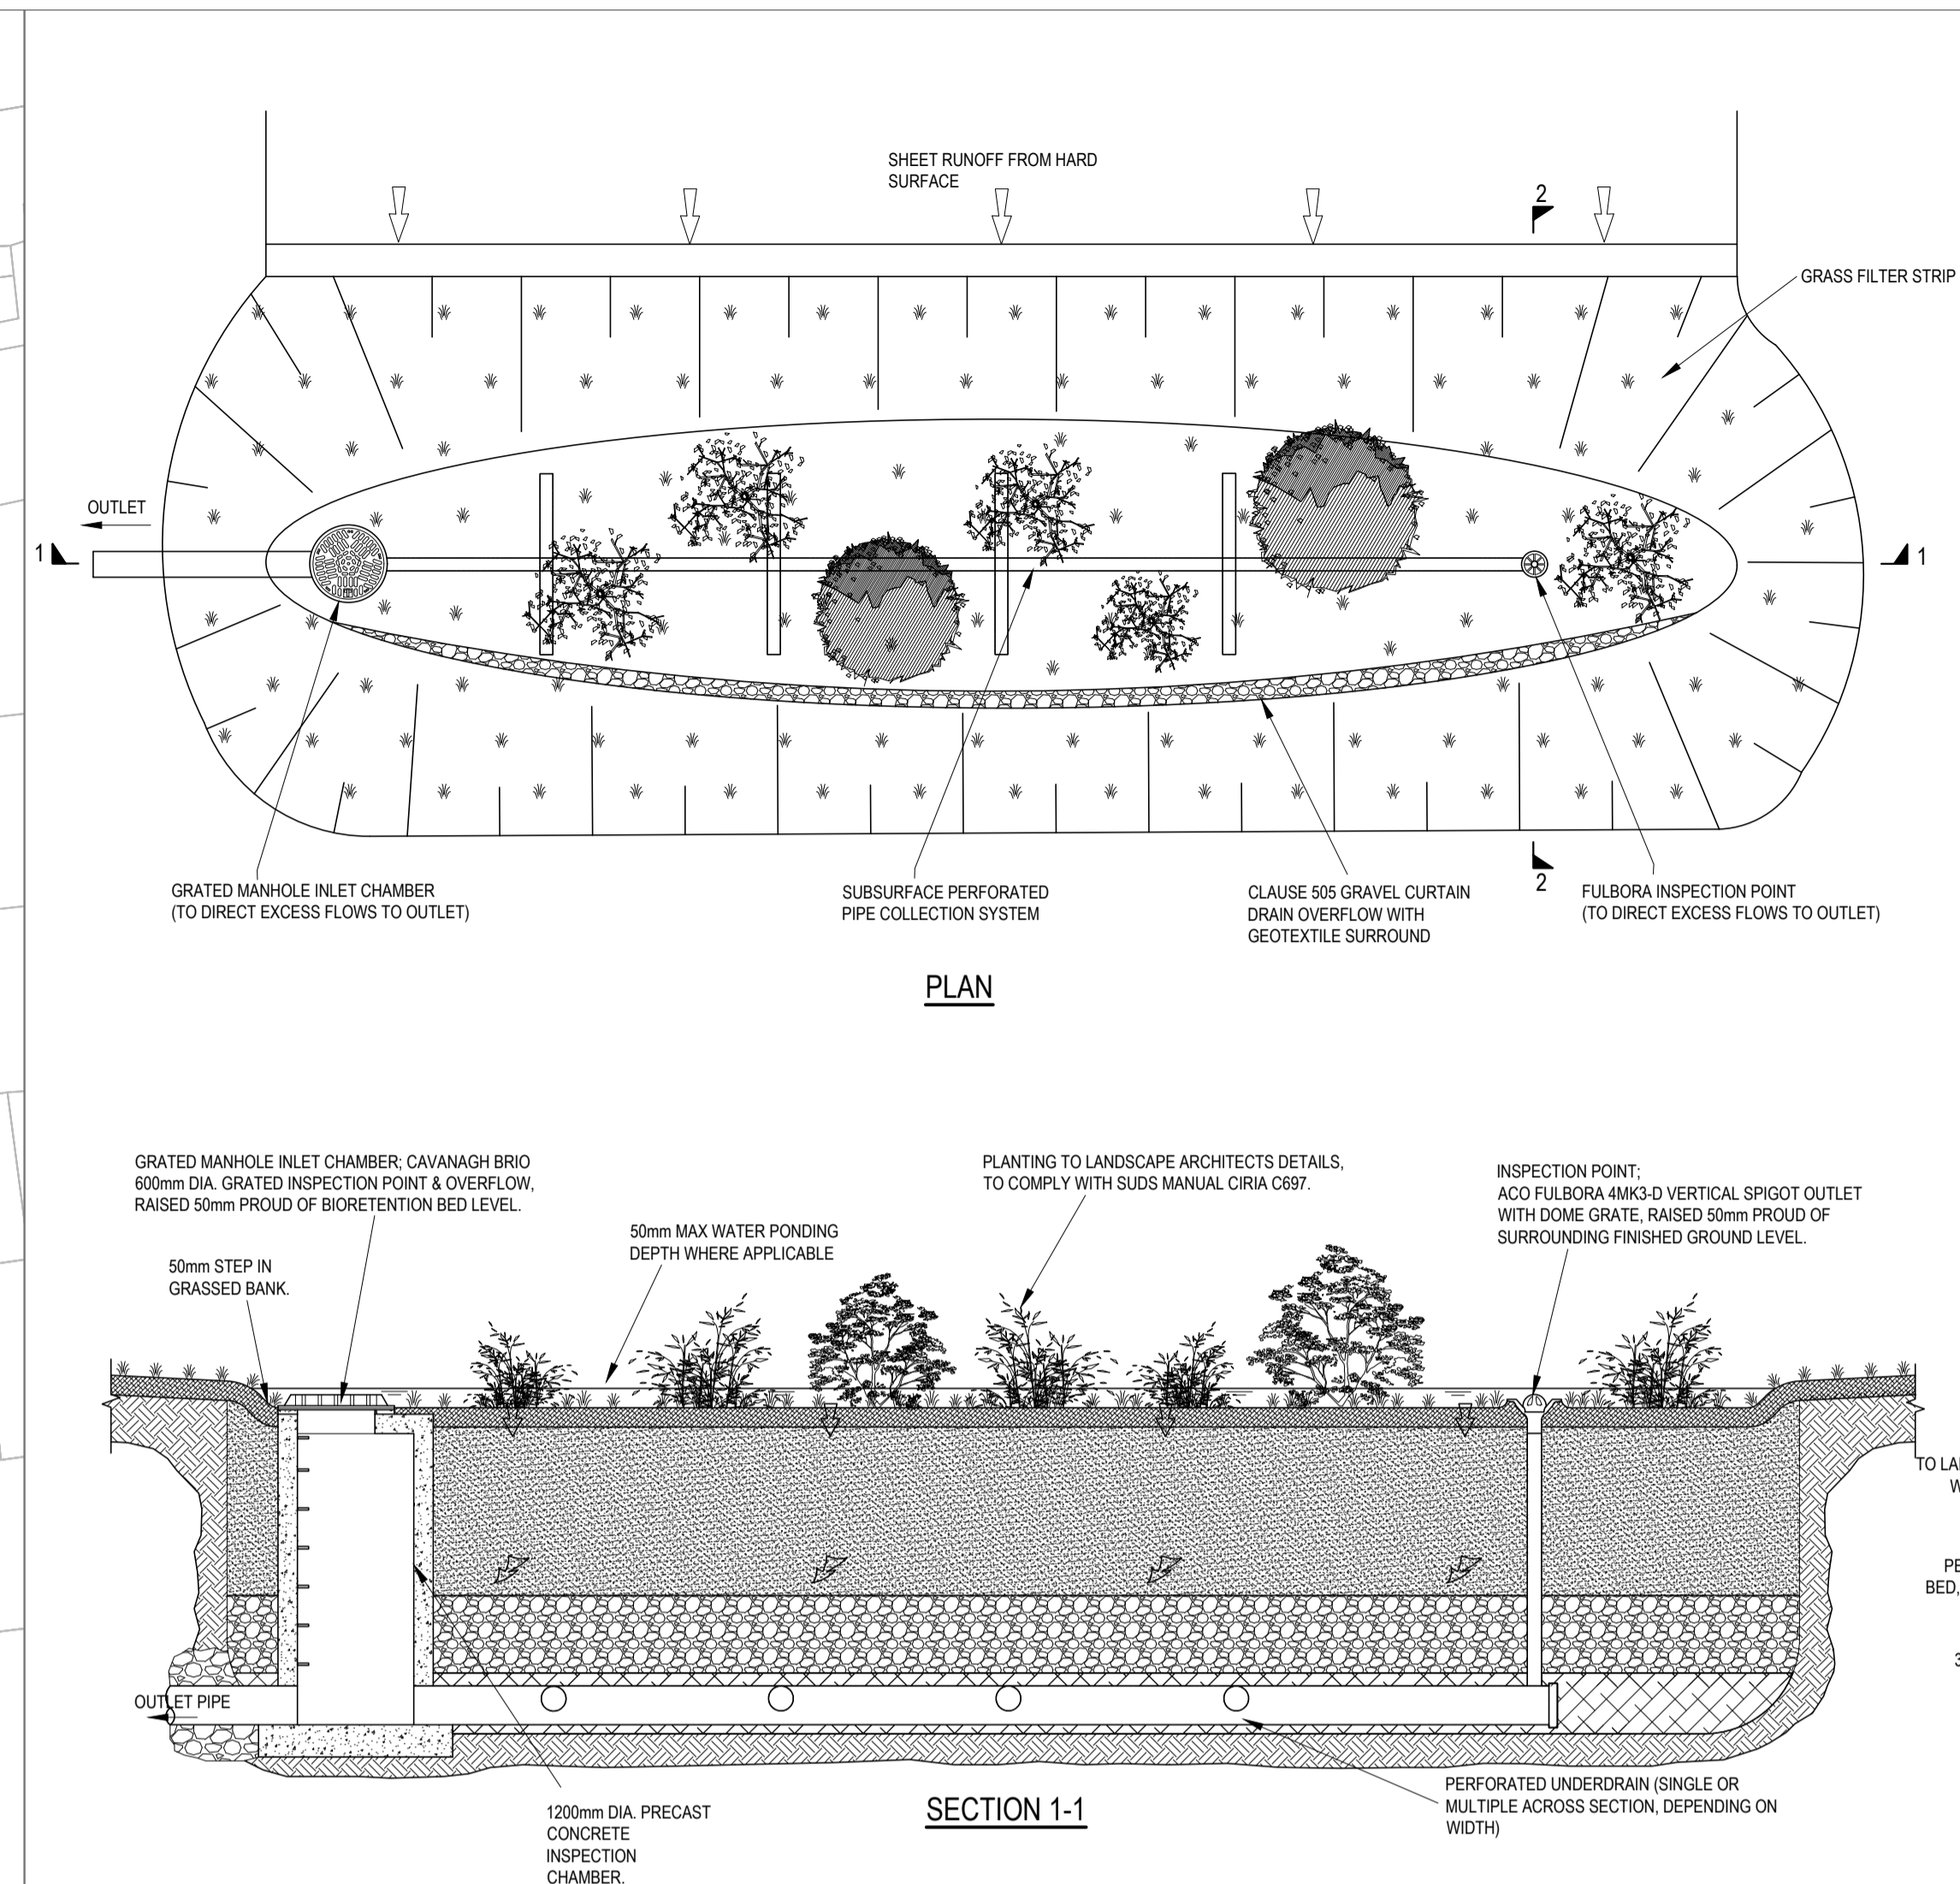 SHEET RUNOFF FROM HARD
SURFACE
2
GRASS FILTER STRIP
OUTLET
1
1
2
GRATED MANHOLE INLET CHAMBER
(TO DIRECT EXCESS FLOWS TO OUTLET)
SUBSURFACE PERFORATED
PIPE COLLECTION SYSTEM
CLAUSE 505 GRAVEL CURTAIN
DRAIN OVERFLOW WITH
GEOTEXTILE SURROUND
FULBORA INSPECTION POINT
(TO DIRECT EXCESS FLOWS TO OUTLET)
PLAN
GRATED MANHOLE INLET CHAMBER; CAVANAGH BRIO
600mm DIA. GRATED INSPECTION POINT & OVERFLOW,
RAISED 50mm PROUD OF BIORETENTION BED LEVEL.
50mm STEP IN
GRASSED BANK.
50mm MAX WATER PONDING
DEPTH WHERE APPLICABLE
PLANTING TO LANDSCAPE ARCHITECTS DETAILS,
TO COMPLY WITH SUDS MANUAL CIRIA C697.
INSPECTION POINT;
ACO FULBORA 4MK3-D VERTICAL SPIGOT OUTLET
WITH DOME GRATE, RAISED 50mm PROUD OF
SURROUNDING FINISHED GROUND LEVEL.
TO LA
W
PE
BED,
3
OUTLET PIPE
1200mm DIA. PRECAST
CONCRETE
INSPECTION
CHAMBER.
SECTION 1-1
PERFORATED UNDERDRAIN (SINGLE OR
MULTIPLE ACROSS SECTION, DEPENDING ON
WIDTH)